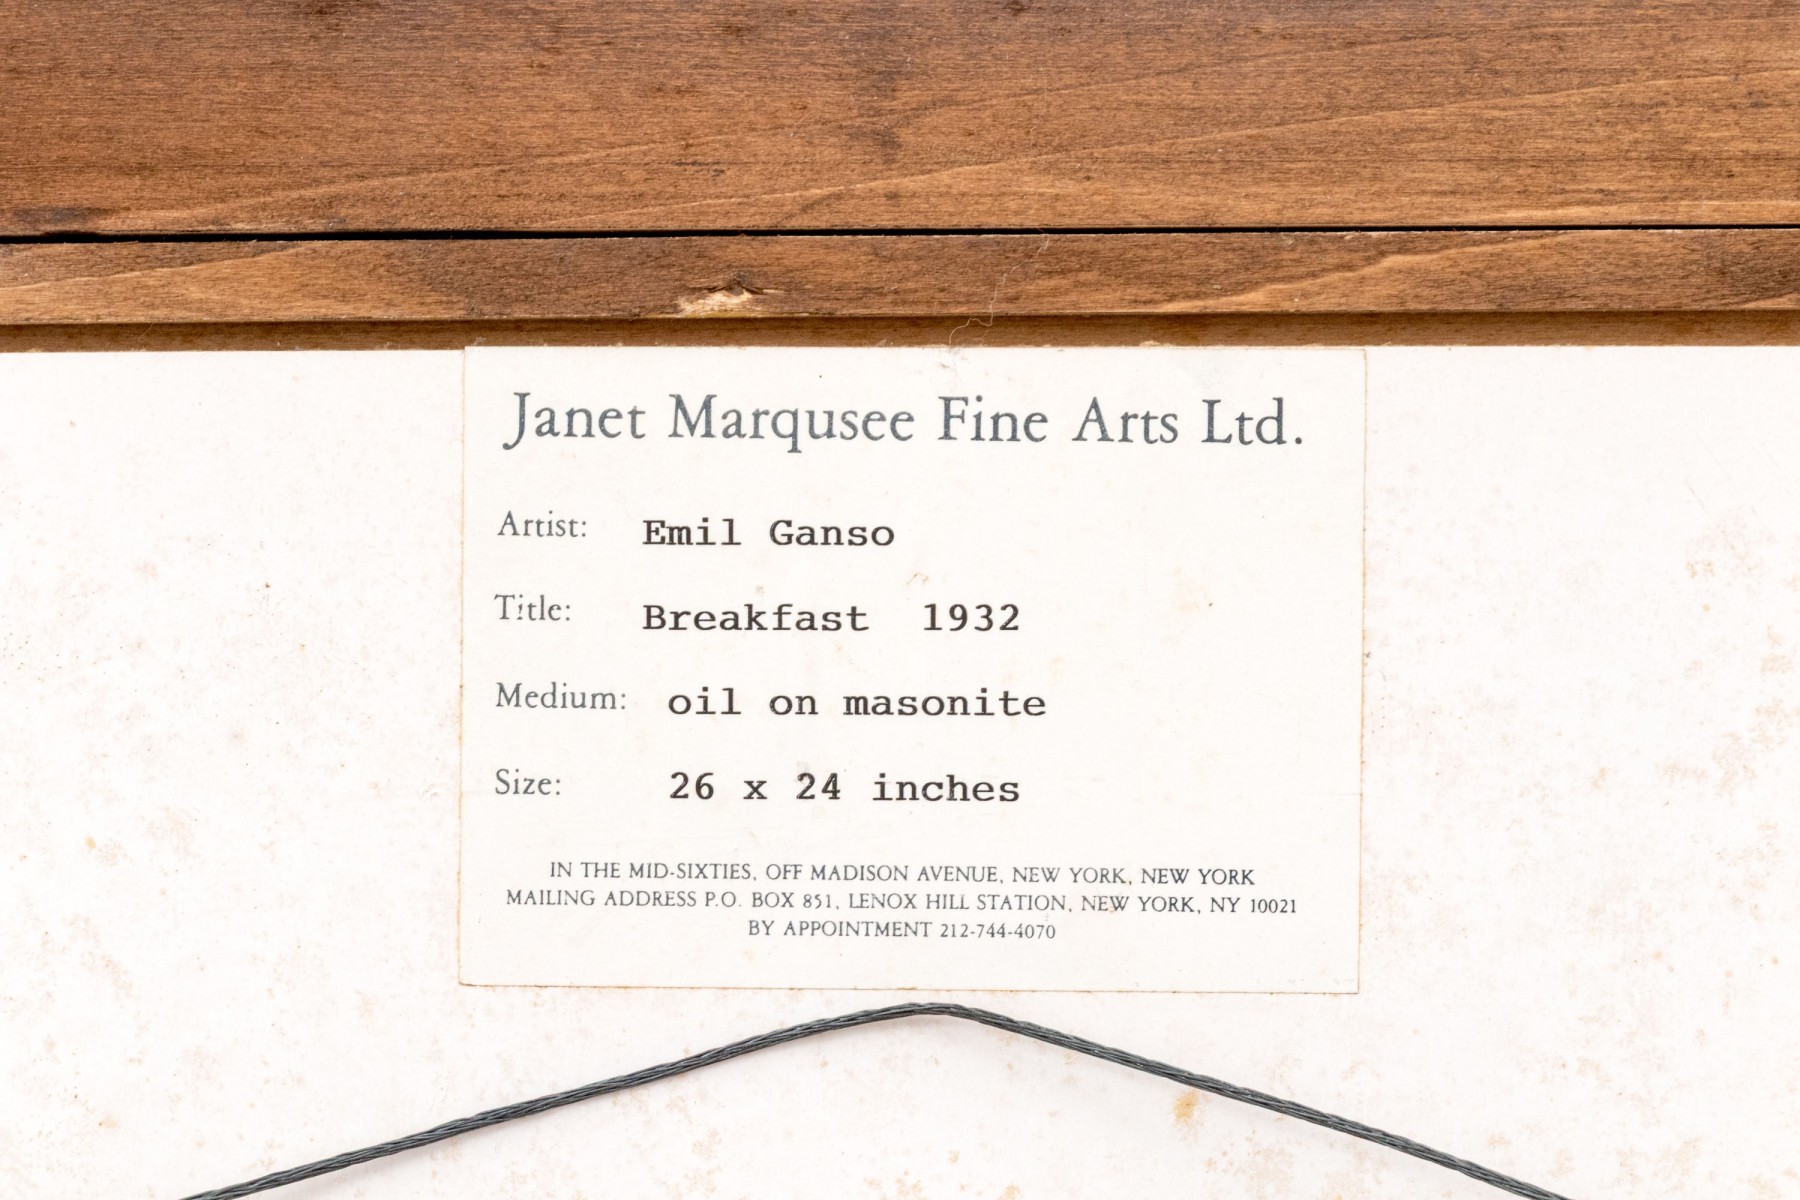 Janet Marqusee Fine Arts Ltd.
Artist: Emil Ganso
Title: Breakfast 1932
Medium: oil on masonite
Size: 26 x 24 inches
IN THE MID-SIXTIES, OFF MADISON AVENUE, NEW YORK, NEW YORK
MAILING ADDRESS P.O. BOX 851, LENOX HILL STATION, NEW YORK, NY 10021
BY APPOINTMENT 212-744-4070